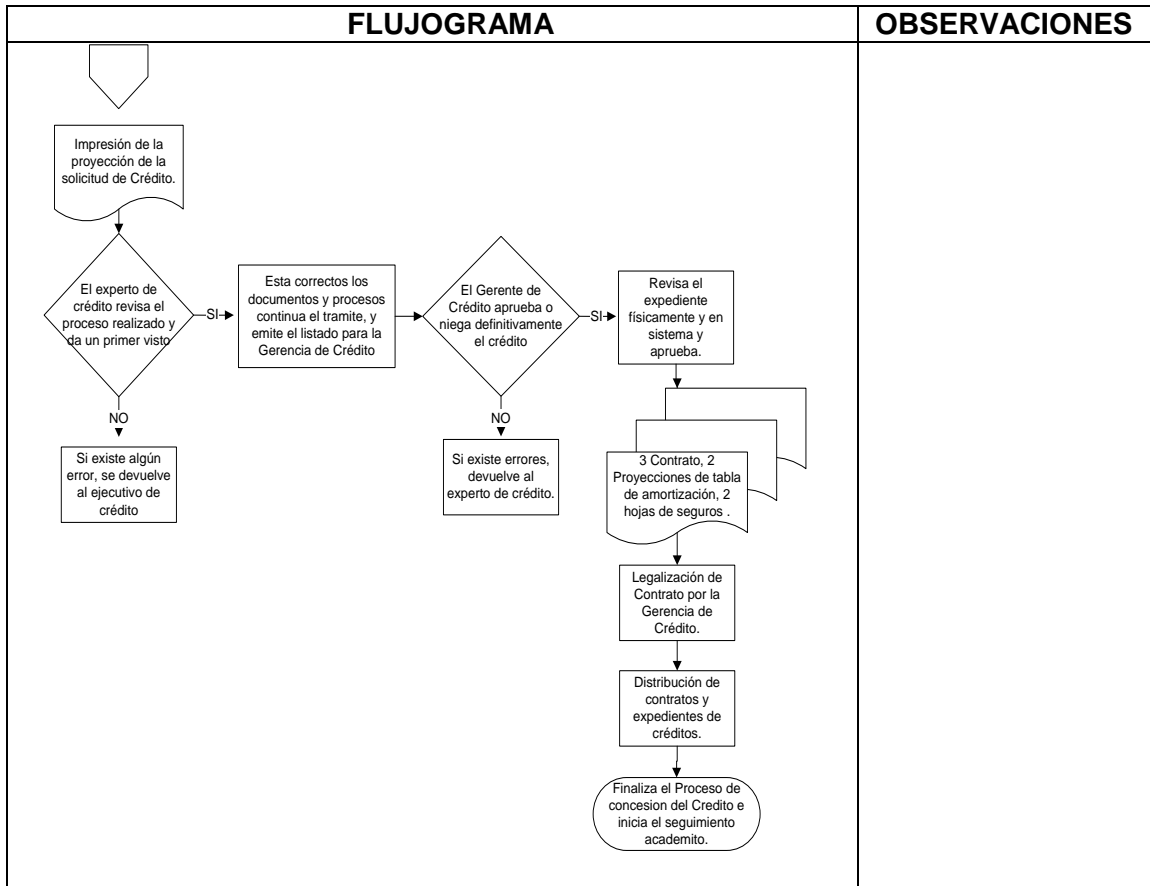 FLUJOGRAMA
OBSERVACIONES
Impresión de la
proyección de la
solicitud de Crédito.
El experto de
crédito revisa el
proceso realizado y
da un primer visto
SI
Esta correctos los
documentos y procesos
continua el tramite, y
emite el listado para la
Gerencia de Crédito
El Gerente de
Crédito aprueba o
niega definitivamente
el crédito
SI
Revisa el
expediente
físicamente y en
sistema y
aprueba.
NO
Si existe algún
error, se devuelve
al ejecutivo de
crédito
NO
Si existe errores,
devuelve al
experto de crédito.
3 Contrato, 2
Proyecciones de tabla
de amortización, 2
hojas de seguros .
Legalización de
Contrato por la
Gerencia de
Crédito.
Distribución de
contratos y
expedientes de
créditos.
Finaliza el Proceso de
concesion del Credito e
inicia el seguimiento
academito.